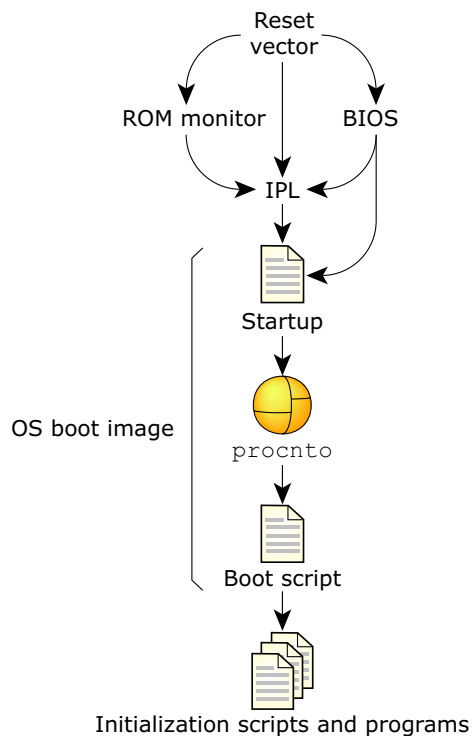 Reset
vector
ROM monitor
BIOS
IPL
Startup
OS boot image
procnto
Boot script
Initialization scripts and programs